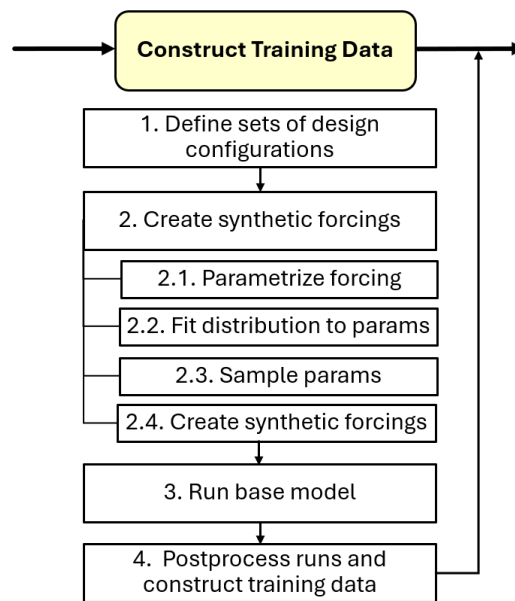 Construct Training Data
1. Define sets of design
configurations
2. Create synthetic forcings
2.1. Parametrize forcing
2.2. Fit distribution to params
2.3. Sample params
2.4. Create synthetic forcings
3. Run base model
4. Postprocess runs and
construct training data